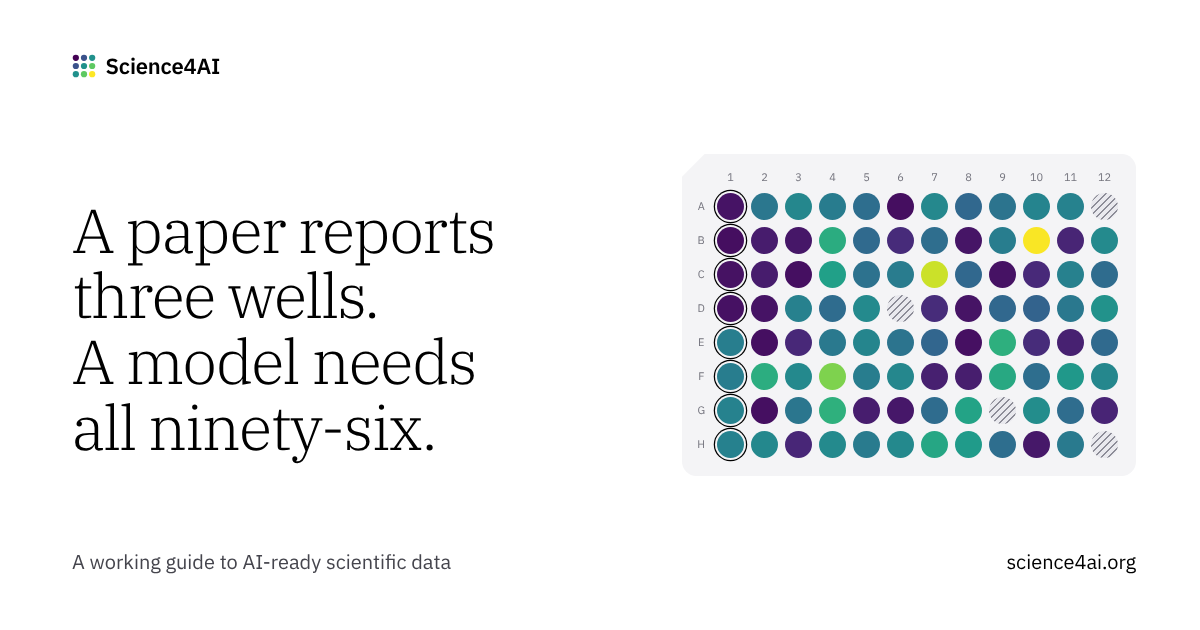 Science4AI
A paper reports
three wells.
A model needs
all ninety-six.
1 2 3 4 5 6 7 8 9 10 11 12
A
B
C
D
E
F
G
H
A working guide to AI-ready scientific data
science4ai.org